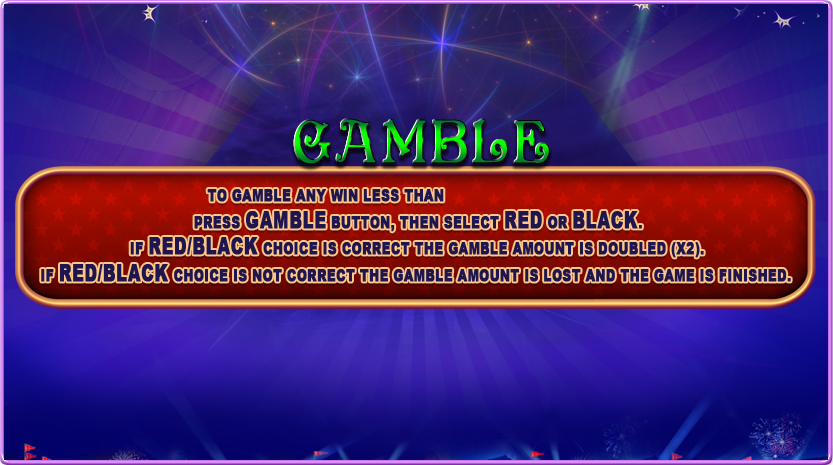 GAMBLE
TO GAMBLE ANY WIN LESS THAN
PRESS GAMBLE BUTTON, THEN SELECT RED OR BLACK.
IF RED/BLACK CHOICE IS CORRECT THE GAMBLE AMOUNT IS DOUBLED (X2).
IF RED/BLACK CHOICE IS NOT CORRECT THE GAMBLE AMOUNT IS LOST AND THE GAME IS FINISHED.